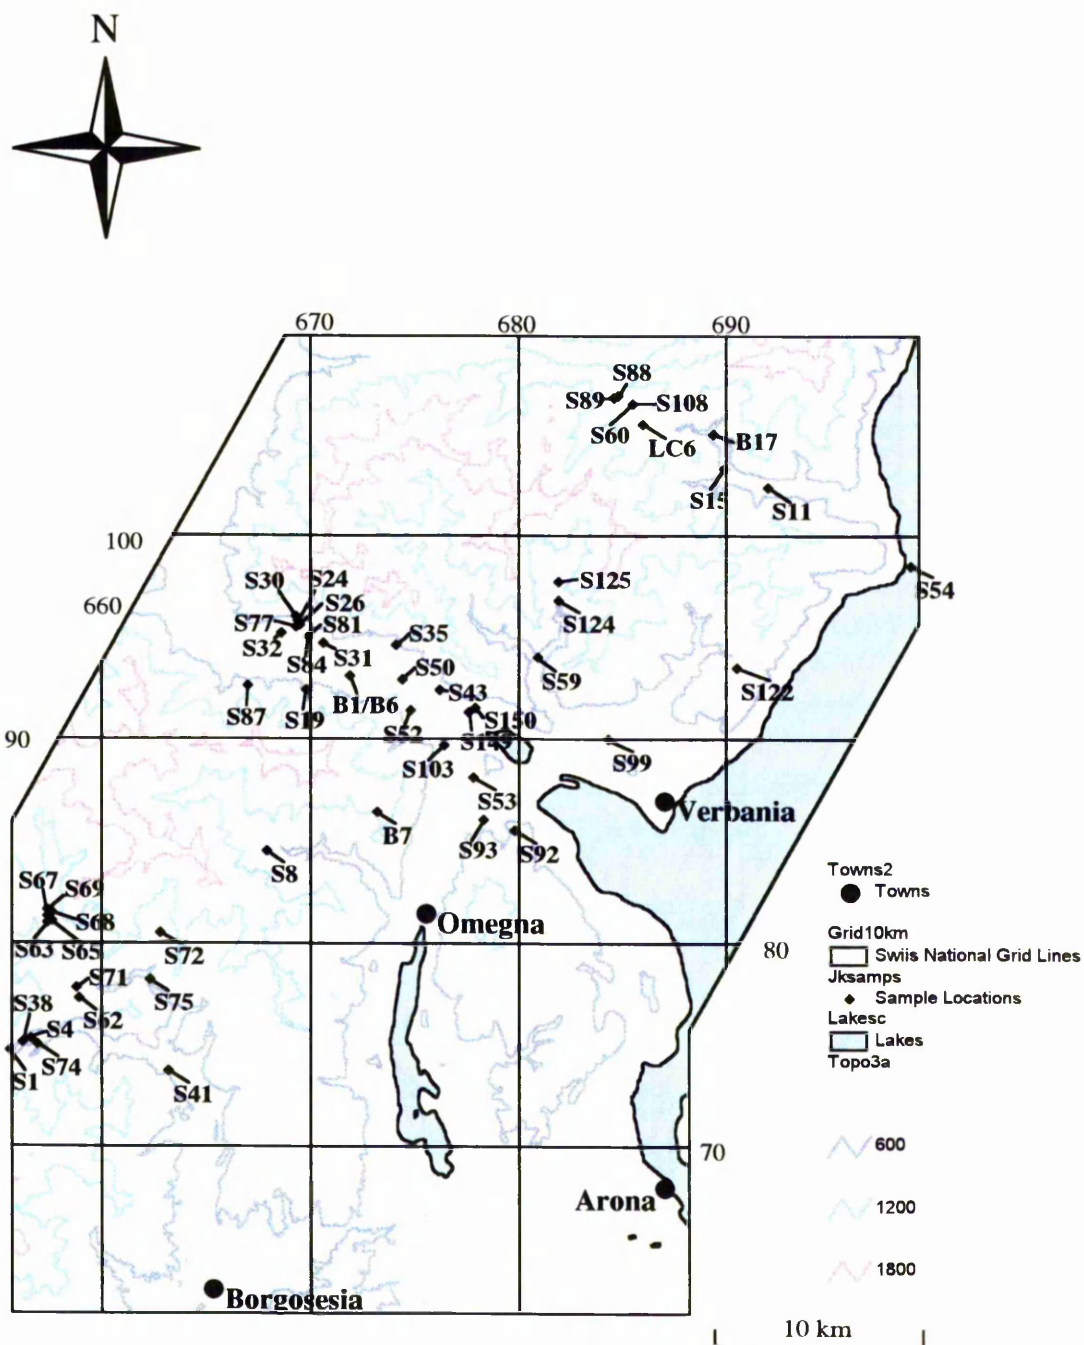 N
670 680 690
S88
S89 S108
S60
LC6 B17
S15
S11
100
S30 S24
S125
S54
660
S26
S77 S81
S124
S32 S35
S84 S31
S50
S59
S122
B1/B6 S43
S87 S19
S150
S52
S149
90
S103
S99
S53
Verbania
B7
S93 S92
S8
Towns2
Towns
S67 S69
S68
Omegna
Grid10km
Swiis National Grid Lines
S63 S65 S72
80
Jksamps
Sample Locations
S71
S75
S38
S62
Lakesc
Lakes
S4
S74
Topo3a
S1
S41
600
70
Arona
1200
1800
Borgosesia
10 km